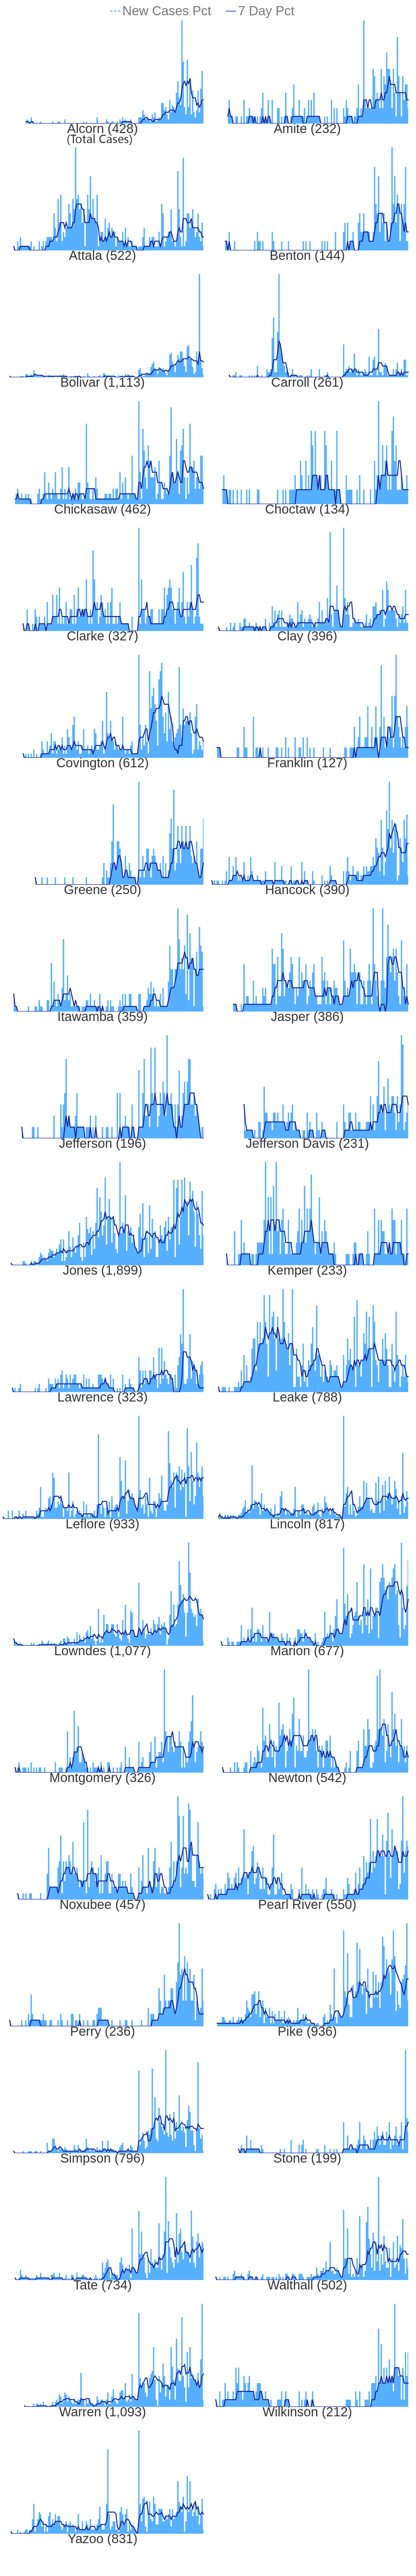 New Cases Pct 7 Day Pct
Alcorn (428) Amite (232)
(Total Cases)
Attala (522) Benton (144)
Bolivar (1,113) Carroll (261)
Chickasaw (462) Choctaw (134)
Clarke (327) Clay (396)
Covington (612) Franklin (127)
Greene (250) Hancock (390)
Itawamba (359) Jasper (386)
Jefferson (196) Jefferson Davis (231)
Jones (1,899) Kemper (233)
Lawrence (323) Leake (788)
Leflore (933) Lincoln (817)
Lowndes (1,077) Marion (677)
Montgomery (326) Newton (542)
Noxubee (457) Pearl River (550)
Perry (236) Pike (936)
Simpson (796) Stone (199)
Tate (734) Walthall (502)
Warren (1,093) Wilkinson (212)
Yazoo (831)